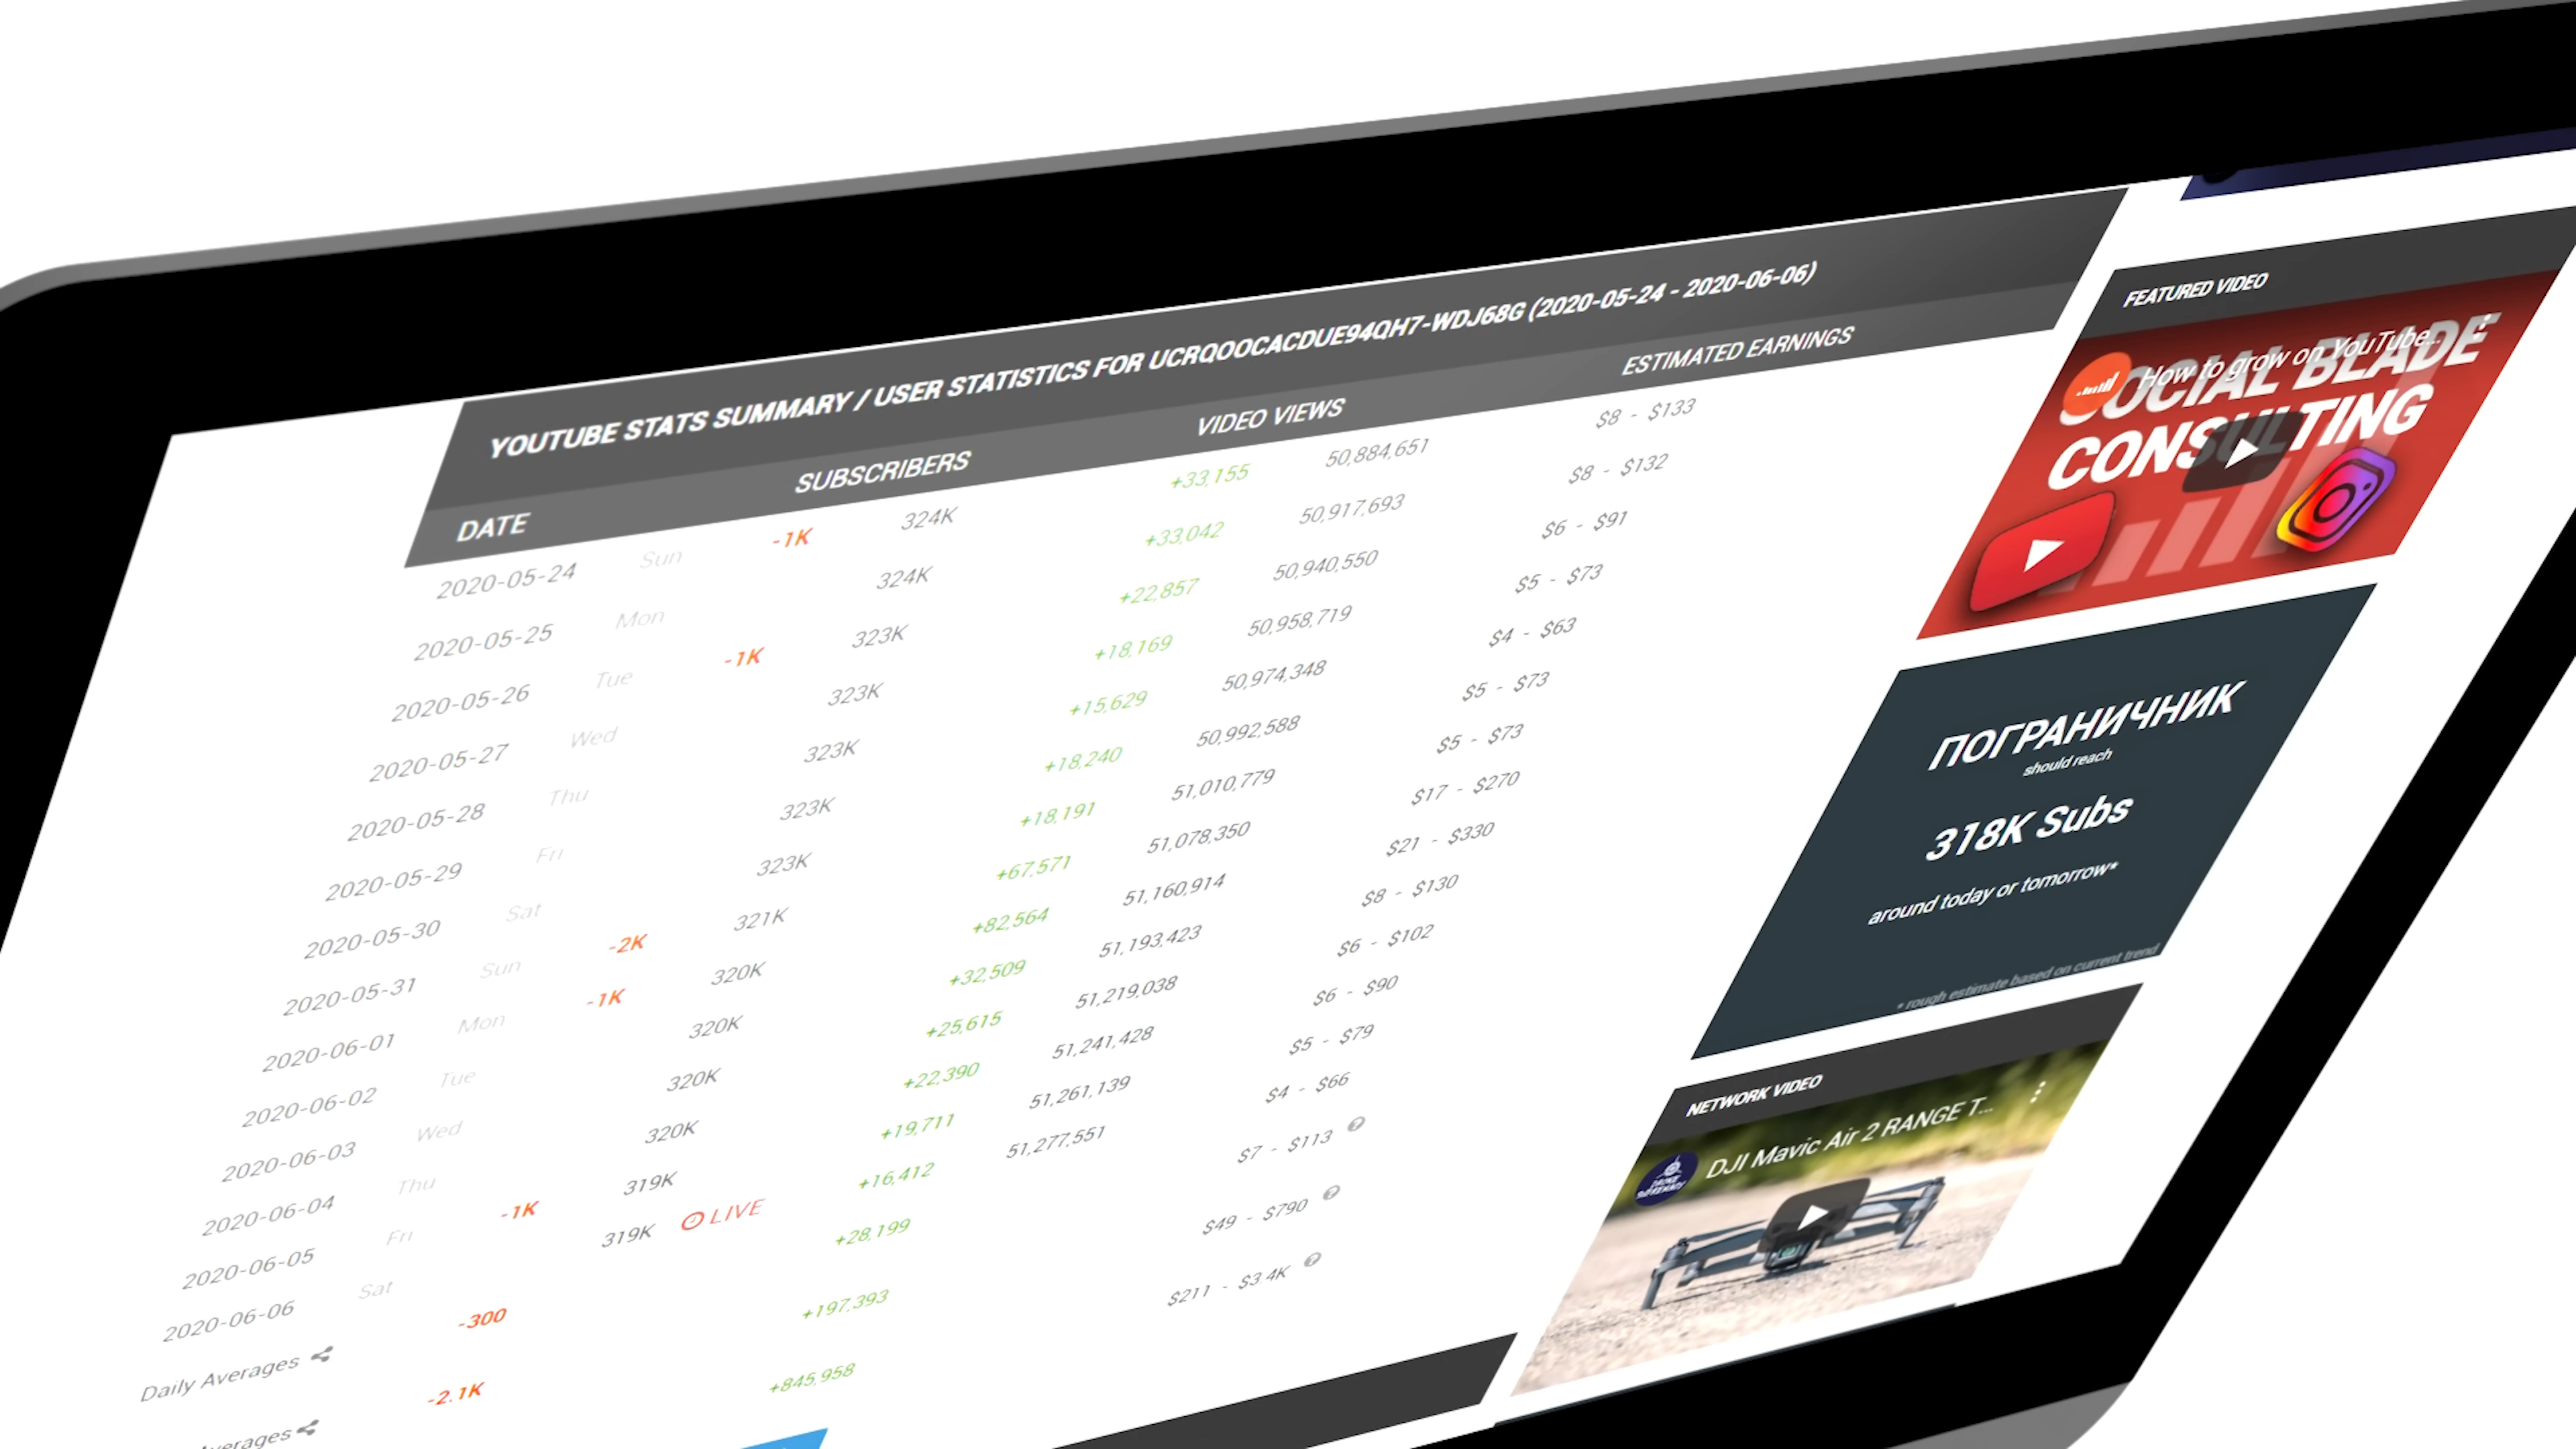 YOUTUBE STATS SUMMARY / USER STATISTICS FOR UCRQOOCACDUE94QH7-WDJ68G (2020-05-24 - 2020-06-06)
DATE SUBSCRIBERS VIDEO VIEWS ESTIMATED EARNINGS
2020-05-24 Sun -1K 324K +33,155 50,884,651 $8 - $133
2020-05-25 Mon 324K +33,042 50,917,693 $8 - $132
2020-05-26 Tue -1K 323K +22,857 50,940,550 $6 - $91
2020-05-27 Wed 323K +18,169 50,958,719 $5 - $73
2020-05-28 Thu 323K +15,629 50,974,348 $4 - $63
2020-05-29 Fri 323K +18,240 50,992,588 $5 - $73
2020-05-30 Sat 323K +18,191 51,010,779 $5 - $73
2020-05-31 Sun -2K 321K +67,571 51,078,350 $17 - $270
2020-06-01 Mon -1K 320K +82,564 51,160,914 $21 - $330
2020-06-02 Tue 320K +32,509 51,193,423 $8 - $130
2020-06-03 Wed 320K +25,615 51,219,038 $6 - $102
2020-06-04 Thu 320K +22,390 51,241,428 $6 - $90
2020-06-05 Fri -1K 319K +19,711 51,261,139 $5 - $79
2020-06-06 Sat 319K LIVE +16,412 51,277,551 $4 - $66
Daily Averages -300 +28,199 $7 - $113
-2.1K +197,393 $49 - $790
+845,958 $211 - $3.4K
FEATURED VIDEO
How to grow on YouTube...
SOCIAL BLADE
CONSULTING
ПОГРАНИЧНИК
should reach
318K Subs
around today or tomorrow*
* rough estimate based on current trend
NETWORK VIDEO
DJI Mavic Air 2 RANGE T...